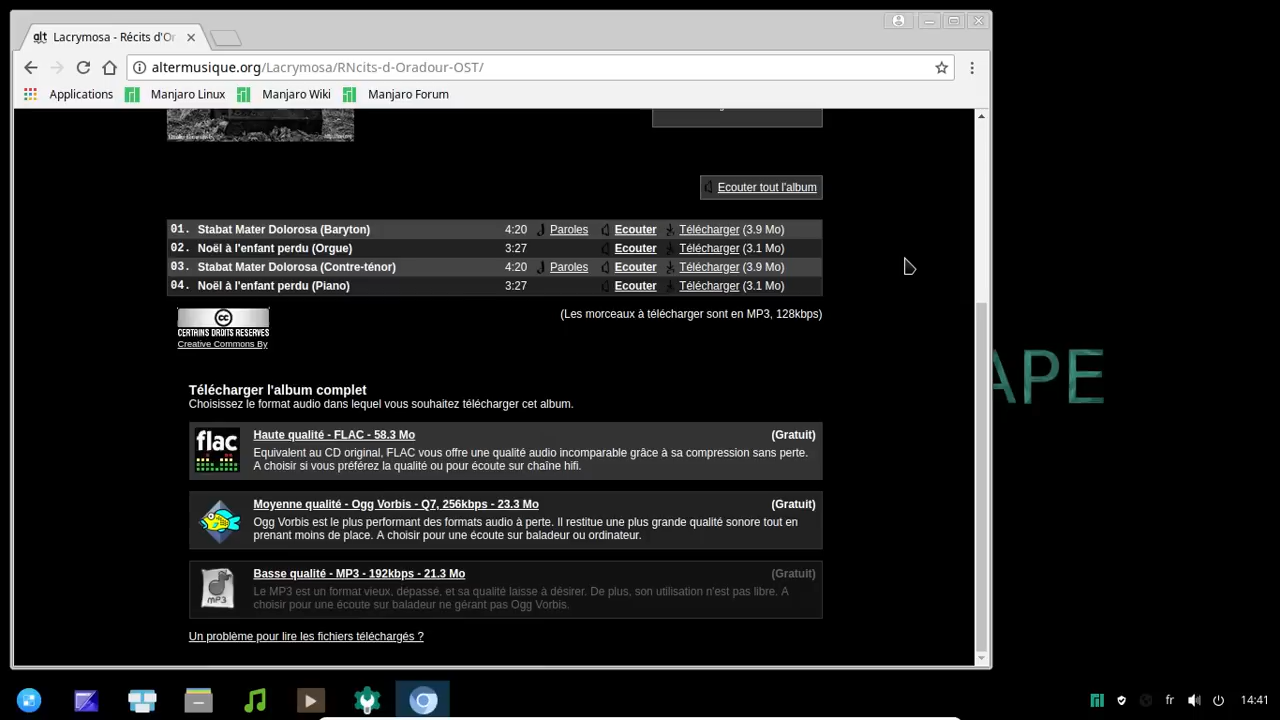 Lacrymosa - Récits d'Or
altermusique.org/Lacrymosa/RNcits-d-Oradour-OST/
Applications Manjaro Linux Manjaro Wiki Manjaro Forum
Ecouter tout l'album
01. Stabat Mater Dolorosa (Baryton) 4:20 Paroles Ecouter Télécharger (3.9 Mo)
02. Noël à l'enfant perdu (Orgue) 3:27 Ecouter Télécharger (3.1 Mo)
03. Stabat Mater Dolorosa (Contre-ténor) 4:20 Paroles Ecouter Télécharger (3.9 Mo)
04. Noël à l'enfant perdu (Piano) 3:27 Ecouter Télécharger (3.1 Mo)
(Les morceaux à télécharger sont en MP3, 128kbps)
cc
CERTAINS DROITS RESERVES
Creative Commons By
APE
Télécharger l'album complet
Choisissez le format audio dans lequel vous souhaitez télécharger cet album.
flac
Haute qualité - FLAC - 58.3 Mo (Gratuit)
Equivalent au CD original, FLAC vous offre une qualité audio incomparable grâce à sa compression sans perte.
A choisir si vous préférez la qualité ou pour écoute sur chaîne hifi.
Moyenne qualité - Ogg Vorbis - Q7, 256kbps - 23.3 Mo (Gratuit)
Ogg Vorbis est le plus performant des formats audio à perte. Il restitue une plus grande qualité sonore tout en
prenant moins de place. A choisir pour une écoute sur baladeur ou ordinateur.
MP3
Basse qualité - MP3 - 192kbps - 21.3 Mo (Gratuit)
Le MP3 est un format vieux, dépassé, et sa qualité laisse à désirer. De plus, son utilisation n'est pas libre. A
choisir pour une écoute sur baladeur ne gérant pas Ogg Vorbis.
Un problème pour lire les fichiers téléchargés ?
fr 14:41